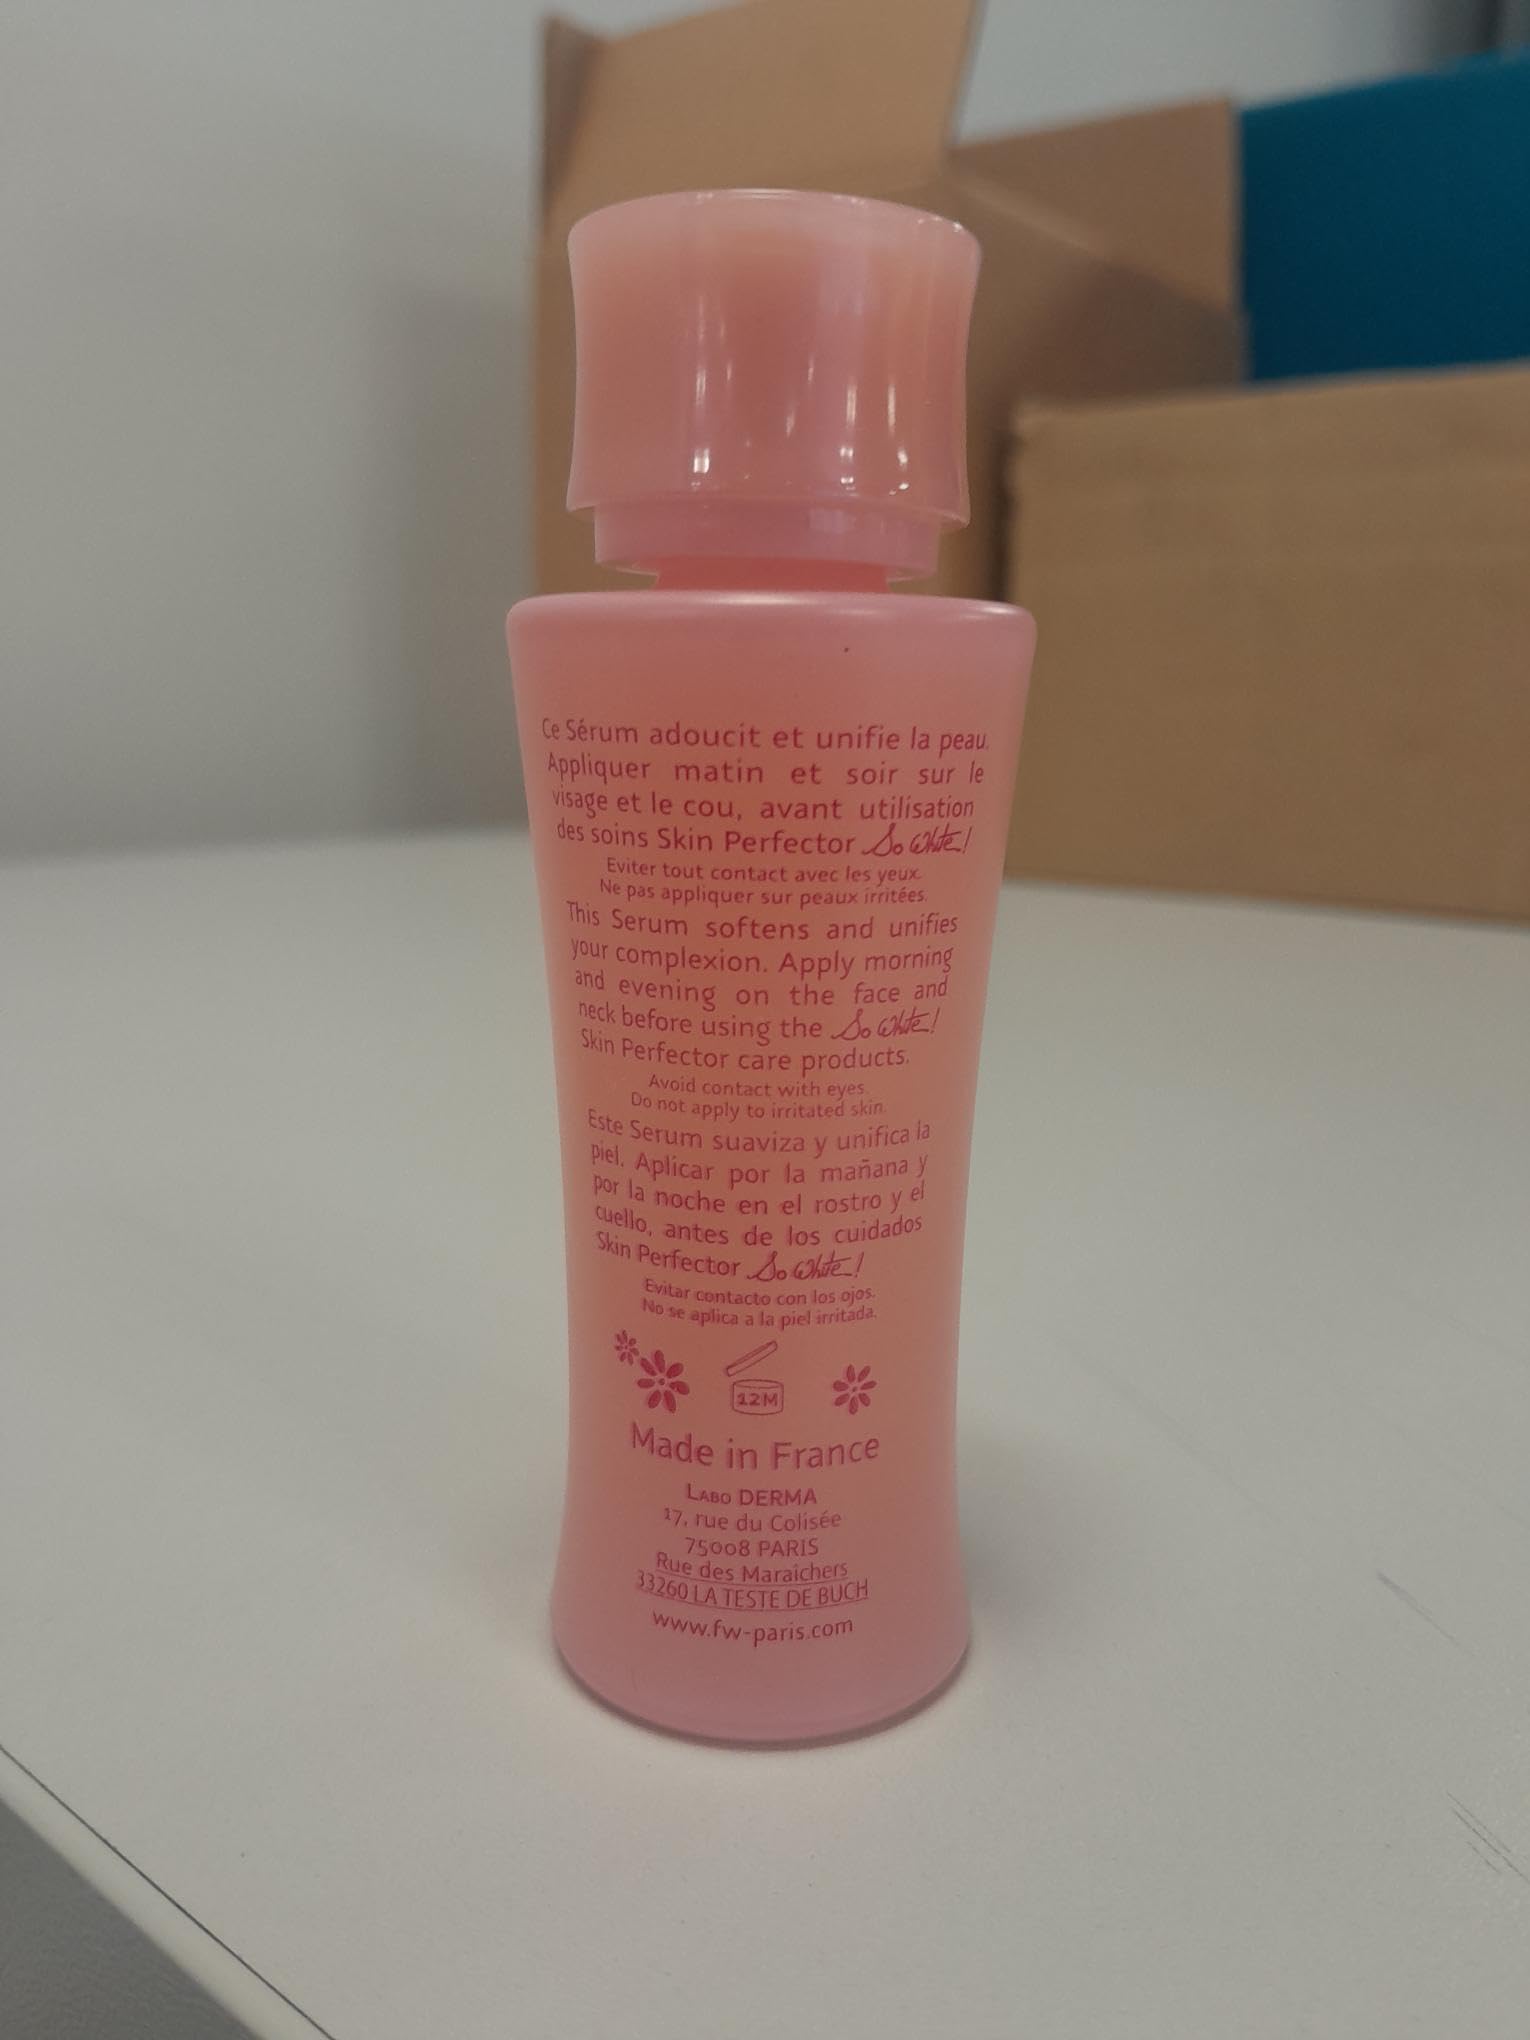 Ce Sérum adoucit et unifie la peau.
Appliquer matin et soir sur le
visage et le cou, avant utilisation
des soins Skin Perfector So White!
Eviter tout contact avec les yeux.
Ne pas appliquer sur peaux irritées.
This Serum softens and unifies
your complexion. Apply morning
and evening on the face and
neck before using the So White!
Skin Perfector care products.
Avoid contact with eyes.
Do not apply to irritated skin.
Este Serum suaviza y unifica la
piel. Aplicar por la mañana y
por la noche en el rostro y el
cuello, antes de los cuidados
Skin Perfector So White!
Evitar contacto con los ojos.
No se aplica a la piel irritada.
12M
Made in France
LABO DERMA
17, rue du Colisée
75008 PARIS
Rue des Maraîchers
33260 LA TESTE DE BUCH
www.fw-paris.com